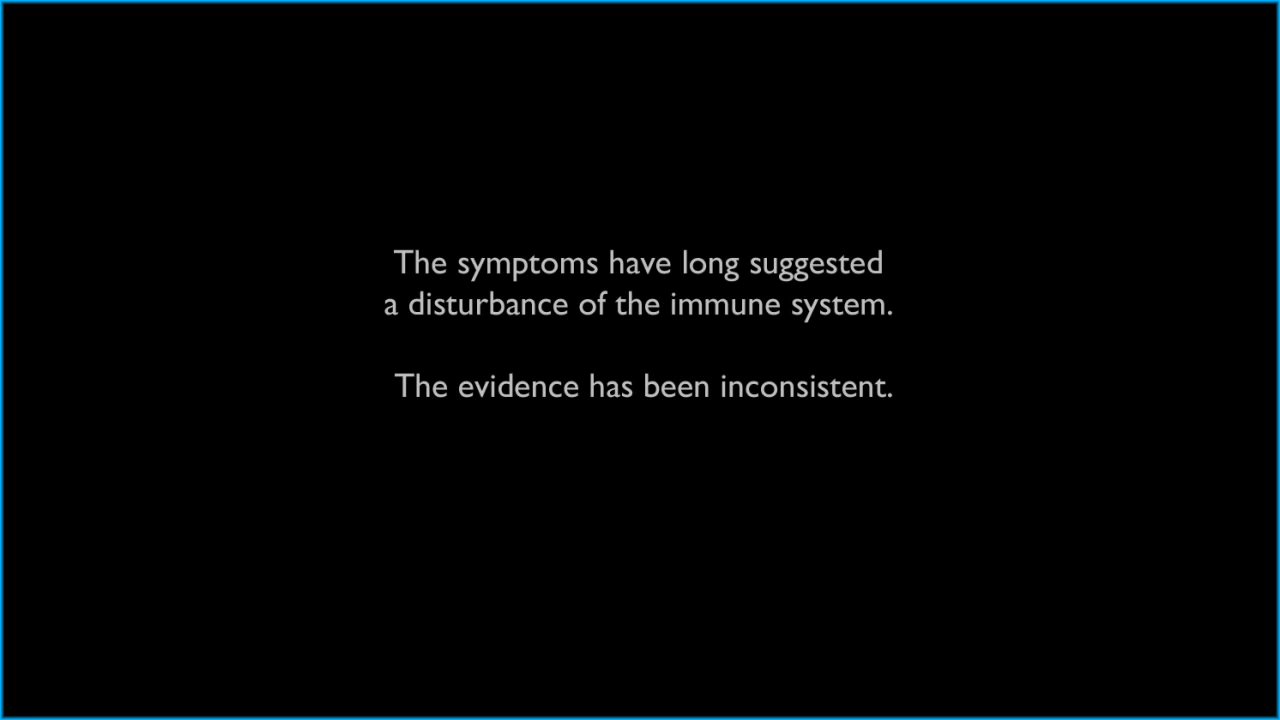 The symptoms have long suggested
a disturbance of the immune system.
The evidence has been inconsistent.